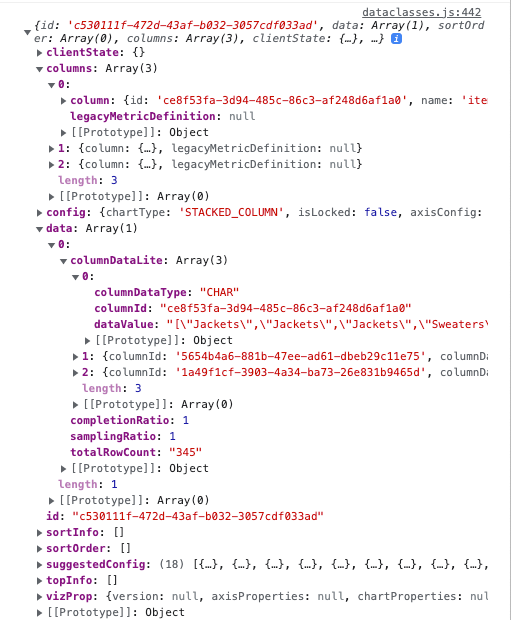 dataclasses.js:442
{id: 'c530111f-472d-43af-b032-3057cdf033ad', data: Array(1), sortOrd
er: Array(0), columns: Array(3), clientState: {…}, …} i
clientState: {}
columns: Array(3)
0:
column: {id: 'ce8f53fa-3d94-485c-86c3-af248d6af1a0', name: 'ite
legacyMetricDefinition: null
[[Prototype]]: Object
1: {column: {…}, legacyMetricDefinition: null}
2: {column: {…}, legacyMetricDefinition: null}
length: 3
[[Prototype]]: Array(0)
config: {chartType: 'STACKED_COLUMN', isLocked: false, axisConfig:
data: Array(1)
0:
columnDataLite: Array(3)
0:
columnDataType: "CHAR"
columnId: "ce8f53fa-3d94-485c-86c3-af248d6af1a0"
dataValue: "[\"Jackets\",\"Jackets\",\"Jackets\",\"Sweaters\
[[Prototype]]: Object
1: {columnId: '5654b4a6-881b-47ee-ad61-dbeb29c11e75', columnDa
2: {columnId: '1a49f1cf-3903-4a34-ba73-26e831b9465d', columnDa
length: 3
[[Prototype]]: Array(0)
completionRatio: 1
samplingRatio: 1
totalRowCount: "345"
[[Prototype]]: Object
length: 1
[[Prototype]]: Array(0)
id: "c530111f-472d-43af-b032-3057cdf033ad"
sortInfo: []
sortOrder: []
suggestedConfig: (18) [{…}, {…}, {…}, {…}, {…}, {…}, {…}, {…},
topInfo: []
vizProp: {version: null, axisProperties: null, chartProperties: nul
[[Prototype]]: Object